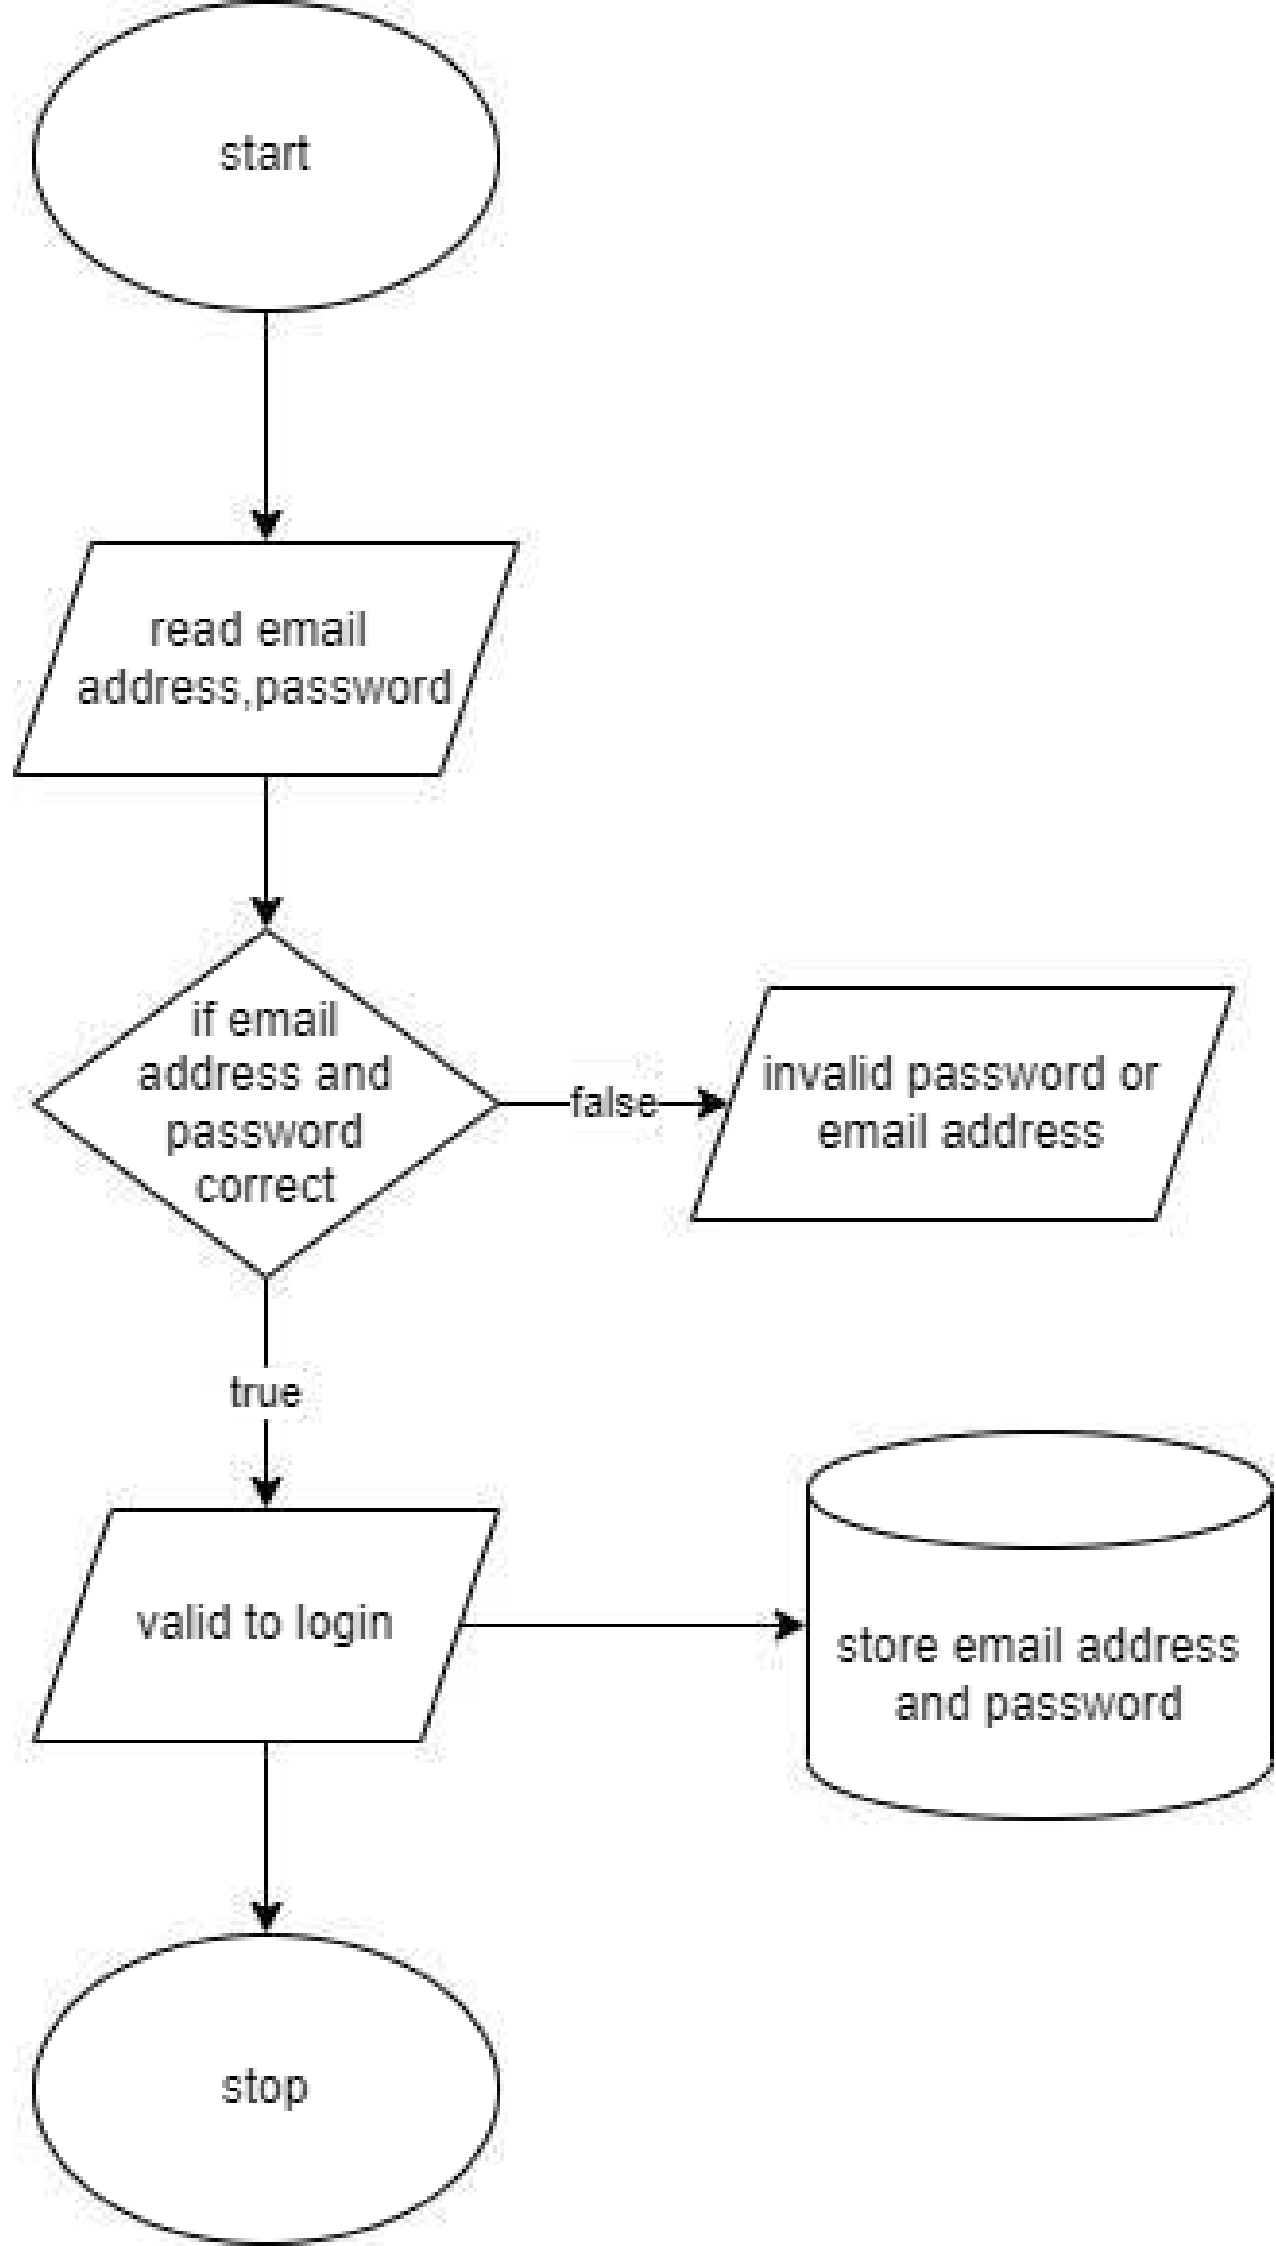 start
read email
address,password
if email
address and
password
correct
false
invalid password or
email address
true
valid to login
store email address
and password
stop